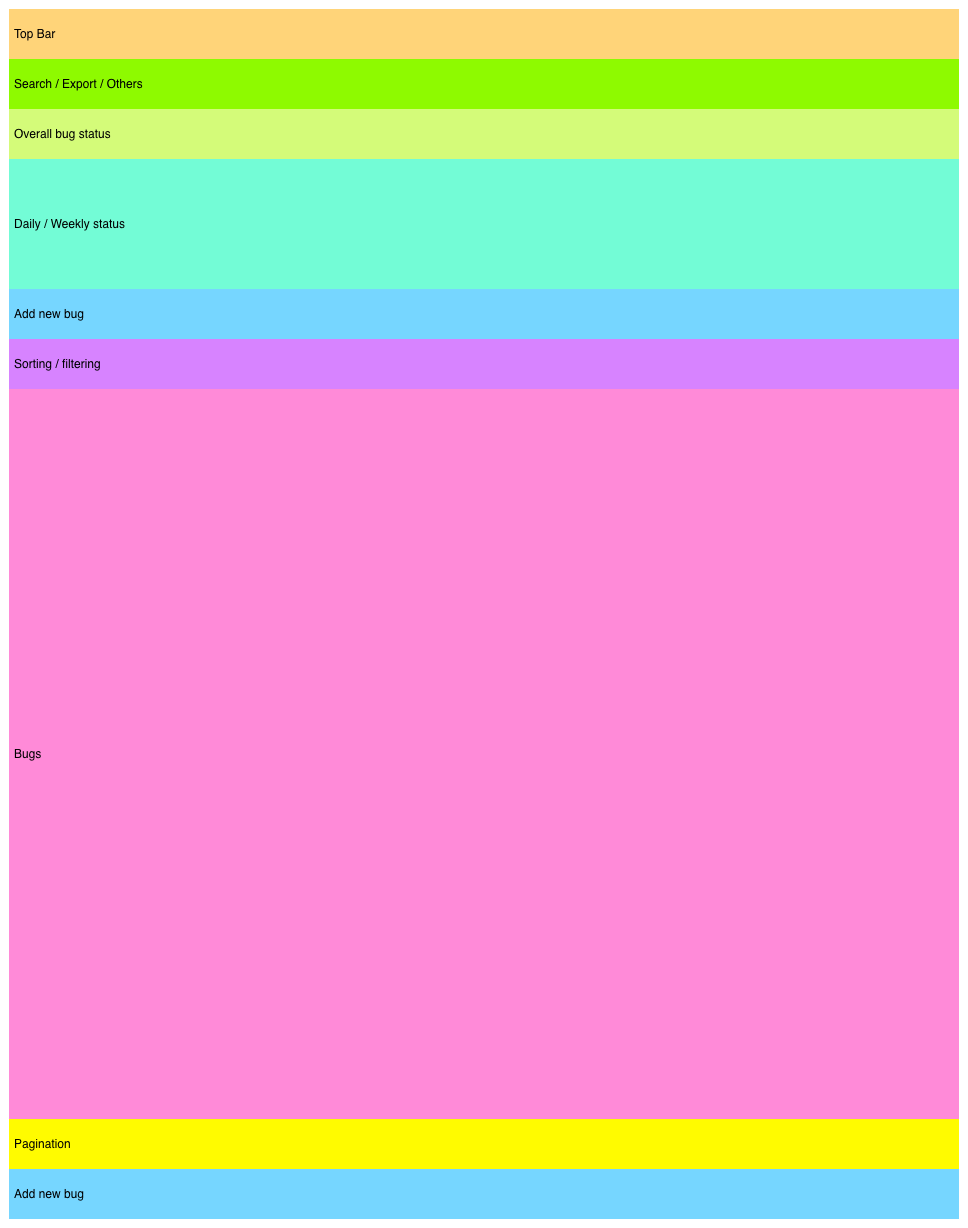 Top Bar
Search / Export / Others
Overall bug status
Daily / Weekly status
Add new bug
Sorting / filtering
Bugs
Pagination
Add new bug